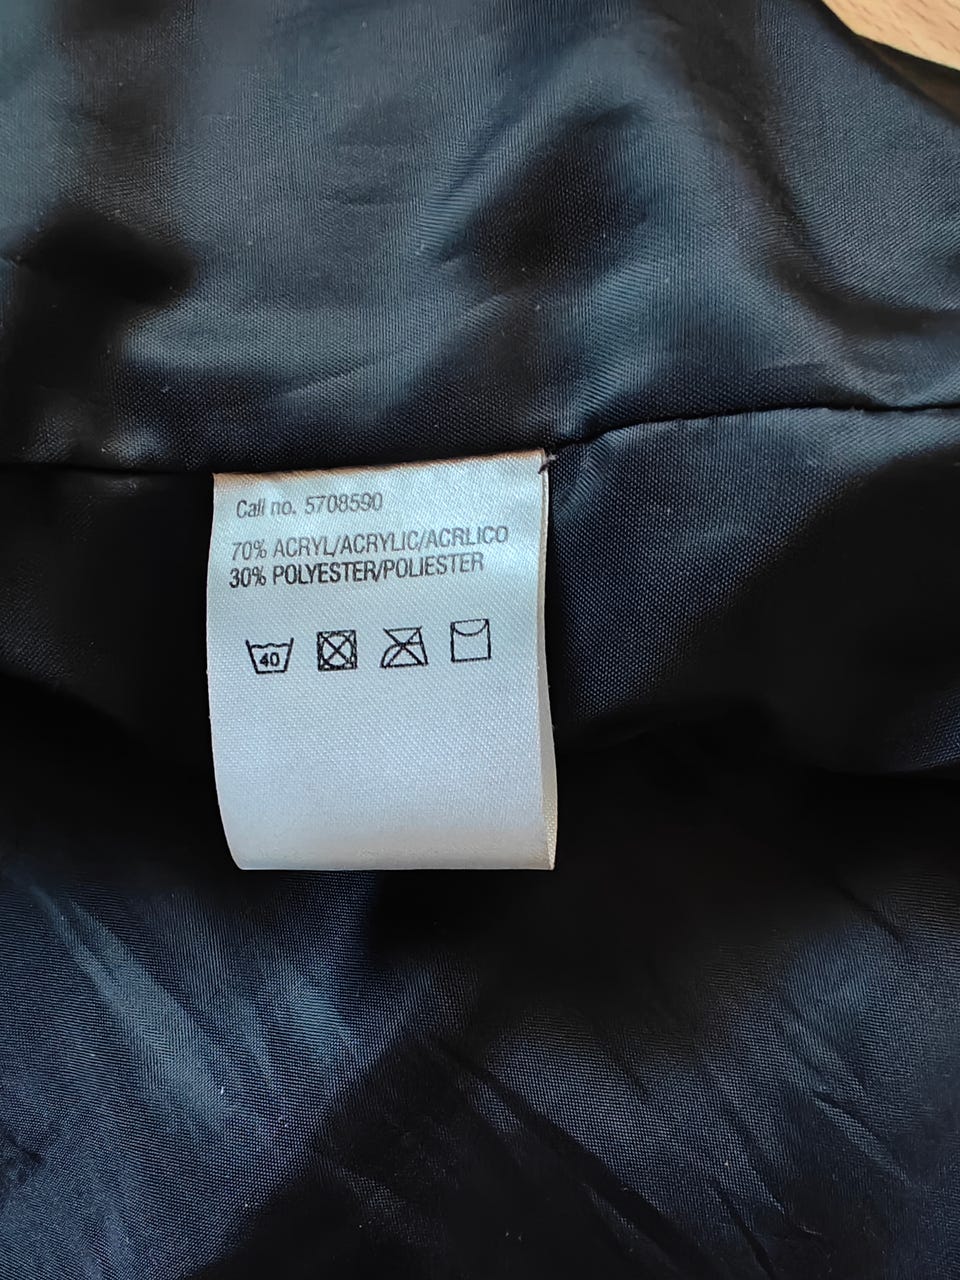 Call no. 5708590
70% ACRYL/ACRYLIC/ACRLICO
30% POLYESTER/POLIESTER
40